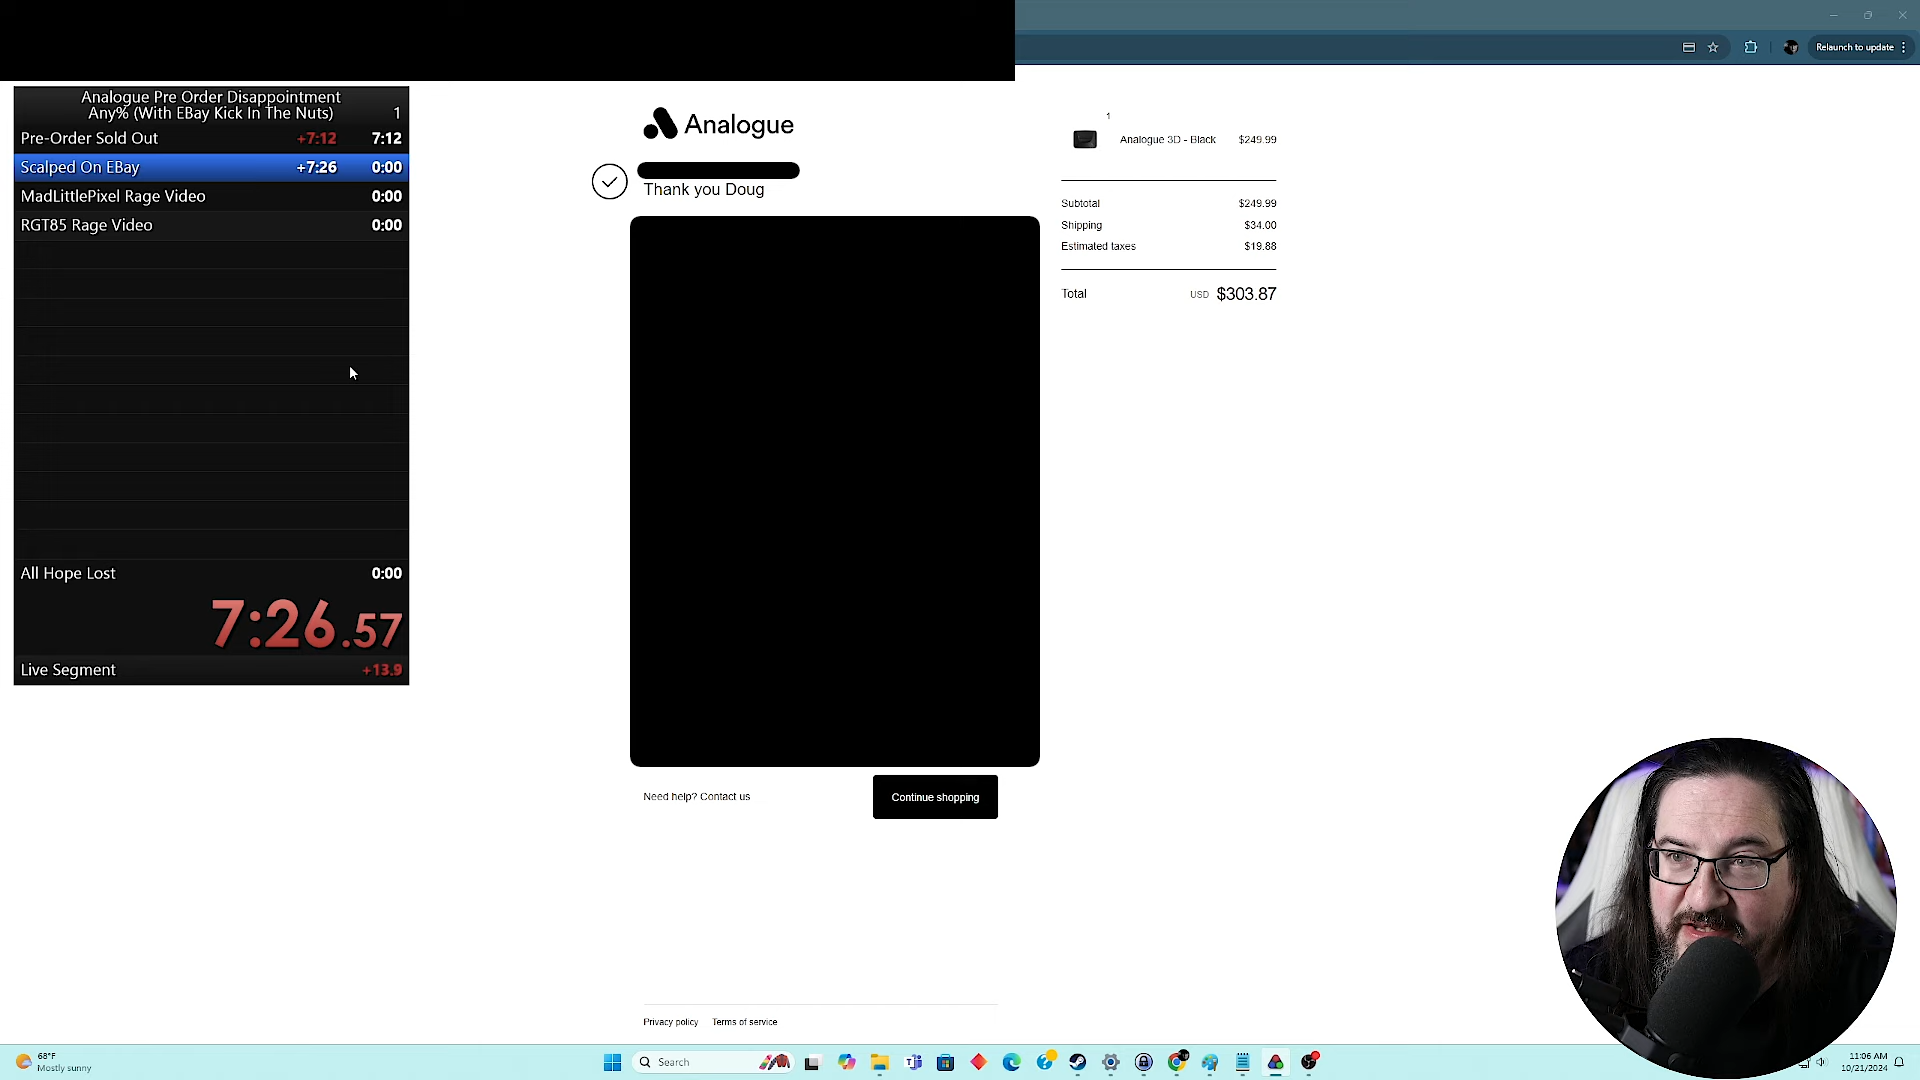 Relaunch to update
Analogue Pre Order Disappointment
Any% (With EBay Kick In The Nuts) 1
Pre-Order Sold Out +7:12 7:12
Scalped On EBay +7:26 0:00
MadLittlePixel Rage Video 0:00
RGT85 Rage Video 0:00
All Hope Lost 0:00
7:26.57
Live Segment +13.9
Analogue
Thank you Doug
Need help? Contact us
Continue shopping
Privacy policy Terms of service
1
Analogue 3D - Black $249.99
Subtotal $249.99
Shipping $34.00
Estimated taxes $19.88
Total USD $303.87
68°F
Mostly sunny
Search
11:06 AM
10/21/2024